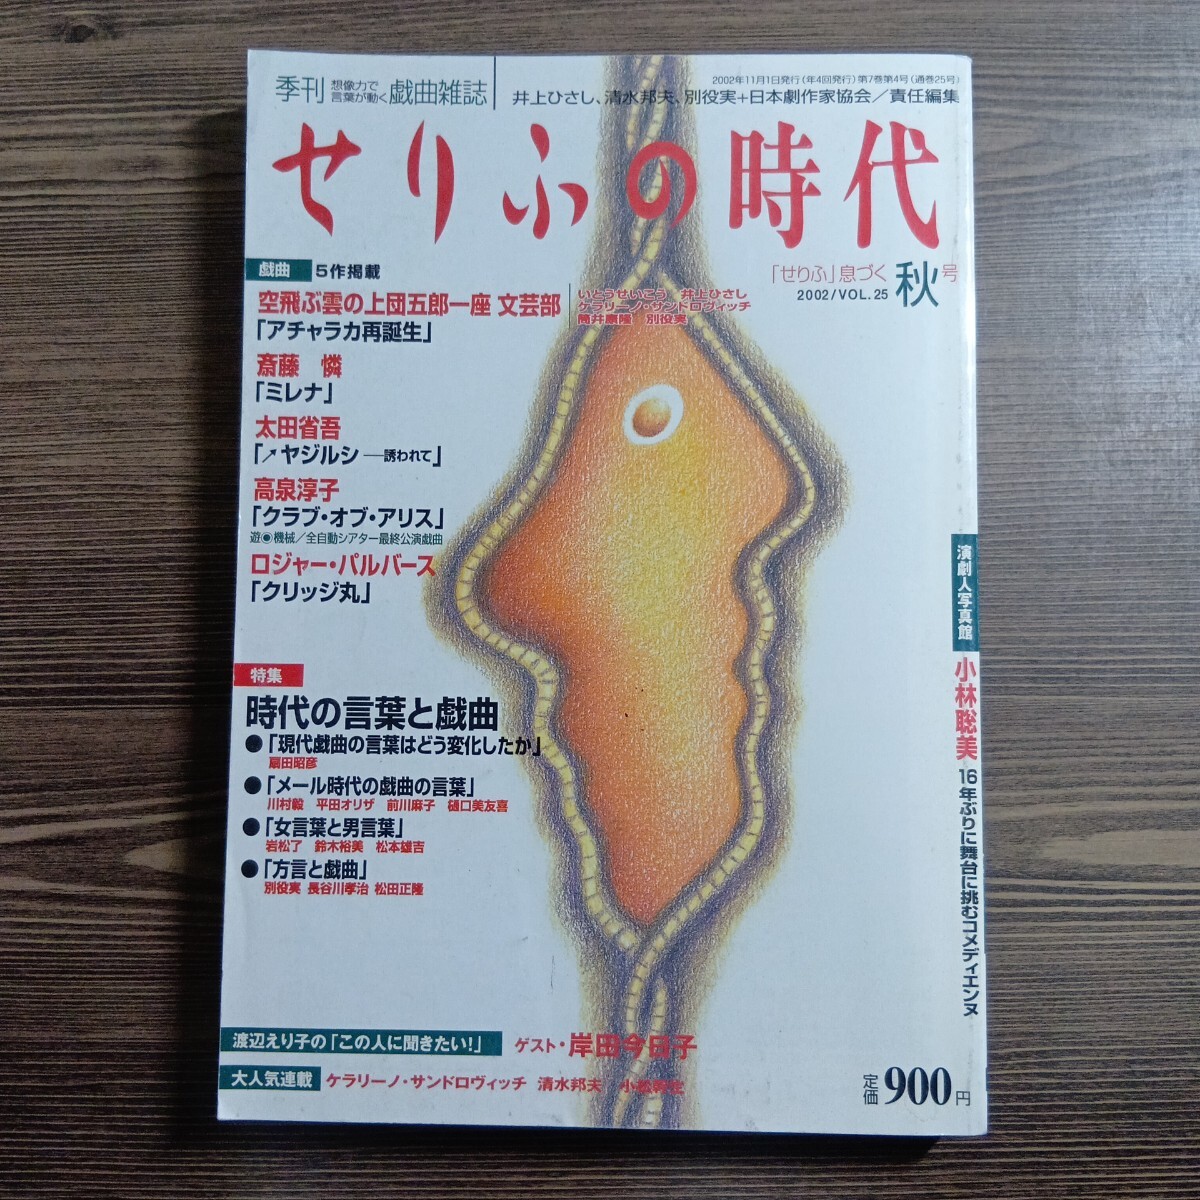 季刊 想像力で言葉が動く 戯曲雑誌
2002年11月1日発行(年4回発行)第7巻第4号(通巻25号)
井上ひさし、清水邦夫、別役実+日本劇作家協会/責任編集
せりふの時代
「せりふ」息づく 秋号
2002/VOL.25
戯曲 5作掲載
空飛ぶ雲の上団五郎一座 文芸部
いとうせいこう 井上ひさし
ケラリーノ・サンドロヴィッチ
筒井康隆 別役実
「アチャラカ再誕生」
斎藤 憐
「ミレナ」
太田省吾
「↗ヤジルシ──誘われて」
高泉淳子
「クラブ・オブ・アリス」
遊◉機械/全自動シアター最終公演戯曲
ロジャー・パルバース
「クリッジ丸」
特集
時代の言葉と戯曲
●「現代戯曲の言葉はどう変化したか」
扇田昭彦
●「メール時代の戯曲の言葉」
川村毅 平田オリザ 前川麻子 樋口美友喜
●「女言葉と男言葉」
岩松了 鈴木裕美 松本雄吉
●「方言と戯曲」
別役実 長谷川孝治 松田正隆
演劇人写真館
小林聡美
16年ぶりに舞台に挑むコメディエンヌ
渡辺えり子の「この人に聞きたい!」 ゲスト・岸田今日子
大人気連載 ケラリーノ・サンドロヴィッチ 清水邦夫
定価900円